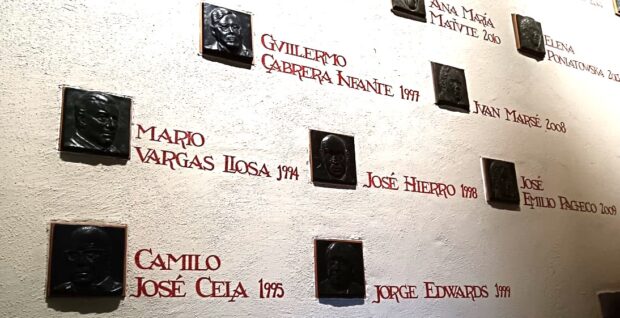 ANA MARÍA
MATUTE 2010
ELENA
PONIATOWSKA
GUILLERMO
CABRERA INFANTE 1997
JUAN MARSÉ 2008
MARIO
VARGAS LLOSA 1994
JOSÉ HIERRO 1998
JOSÉ
EMILIO PACHECO 2009
CAMILO
JOSÉ CELA 1995
JORGE EDWARDS 1999